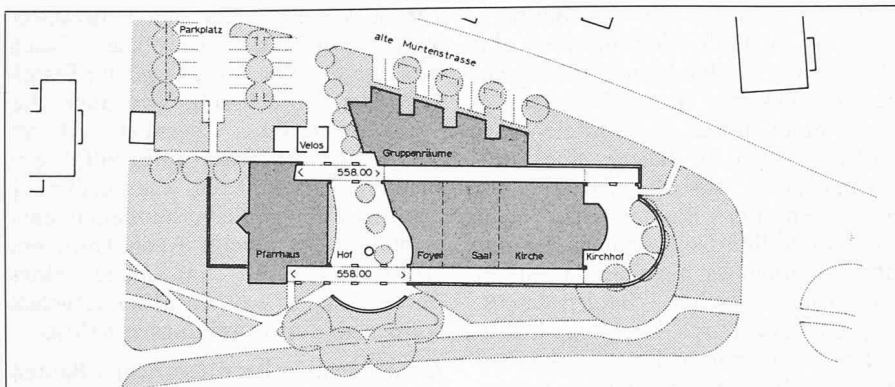 Parkplatz
alte Murtenstrasse
Velos
Gruppenräume
558.00
Pfarrhaus
Hof
Foyer
Saal
Kirche
Kirchhof
558.00